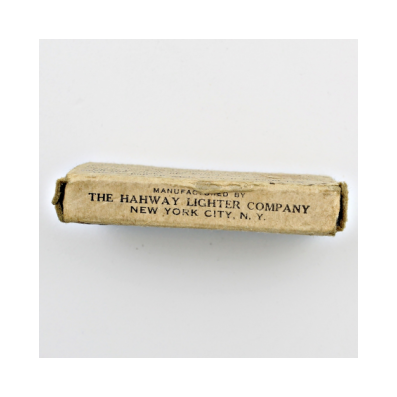 MANUFACTURED BY
THE HAHWAY LIGHTER COMPANY
NEW YORK CITY, N. Y.